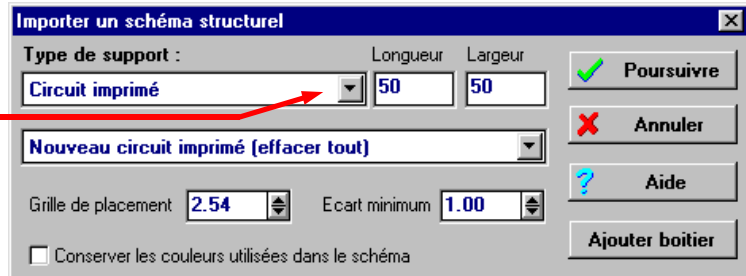 Importer un schéma structurel
Type de support :
Longueur
Largeur
Circuit imprimé
50
50
Poursuivre
Annuler
Nouveau circuit imprimé (effacer tout)
Aide
Grille de placement
2.54
Ecart minimum
1.00
Ajouter boitier
Conserver les couleurs utilisées dans le schéma